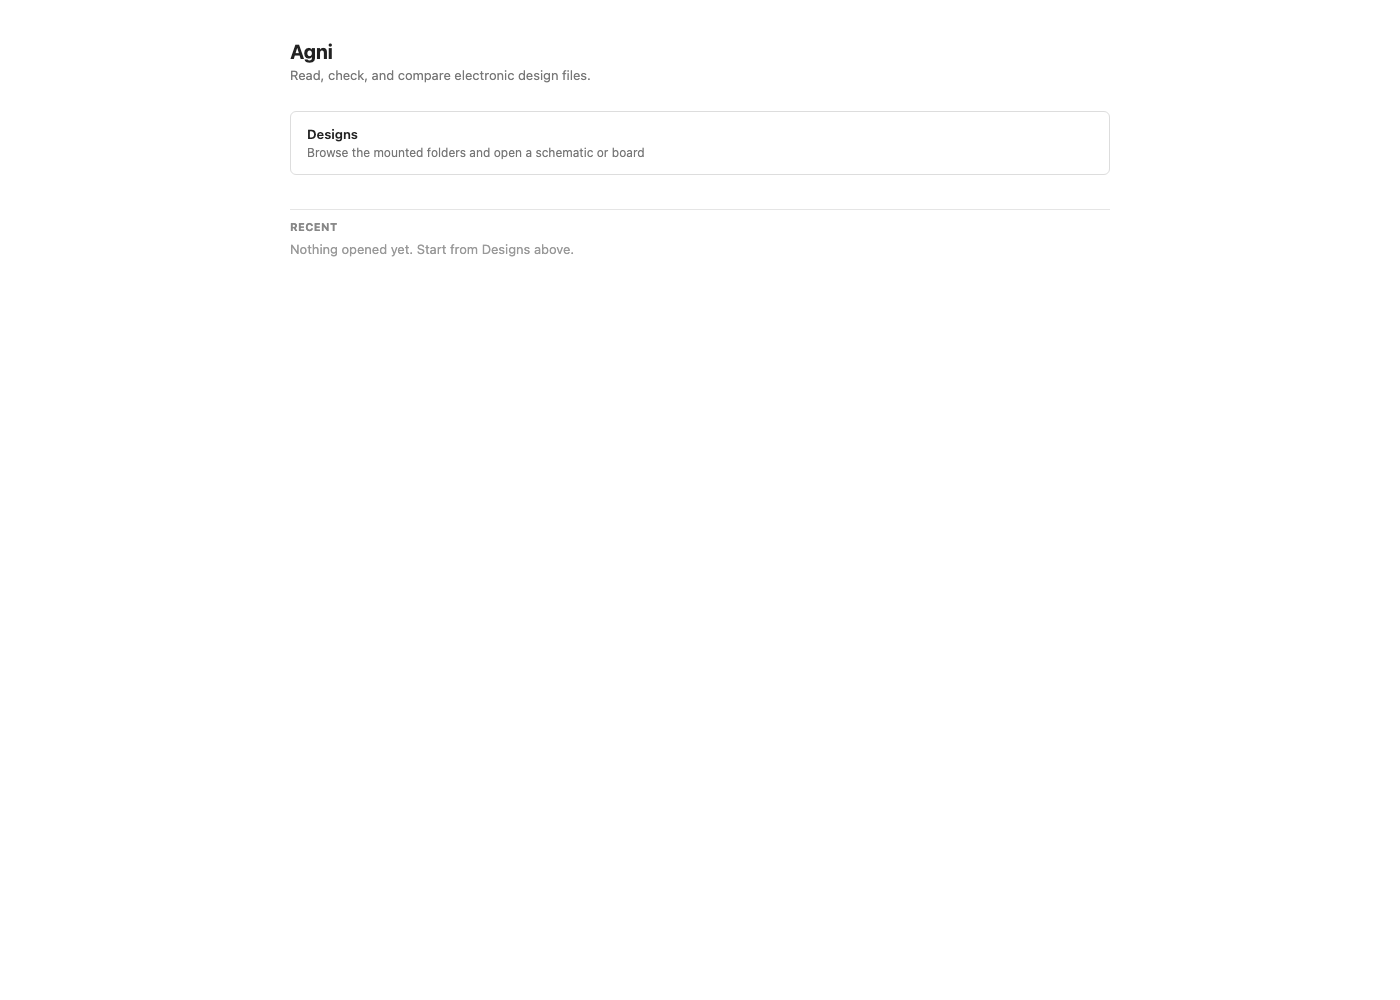 Agni
Read, check, and compare electronic design files.
Designs
Browse the mounted folders and open a schematic or board
RECENT
Nothing opened yet. Start from Designs above.